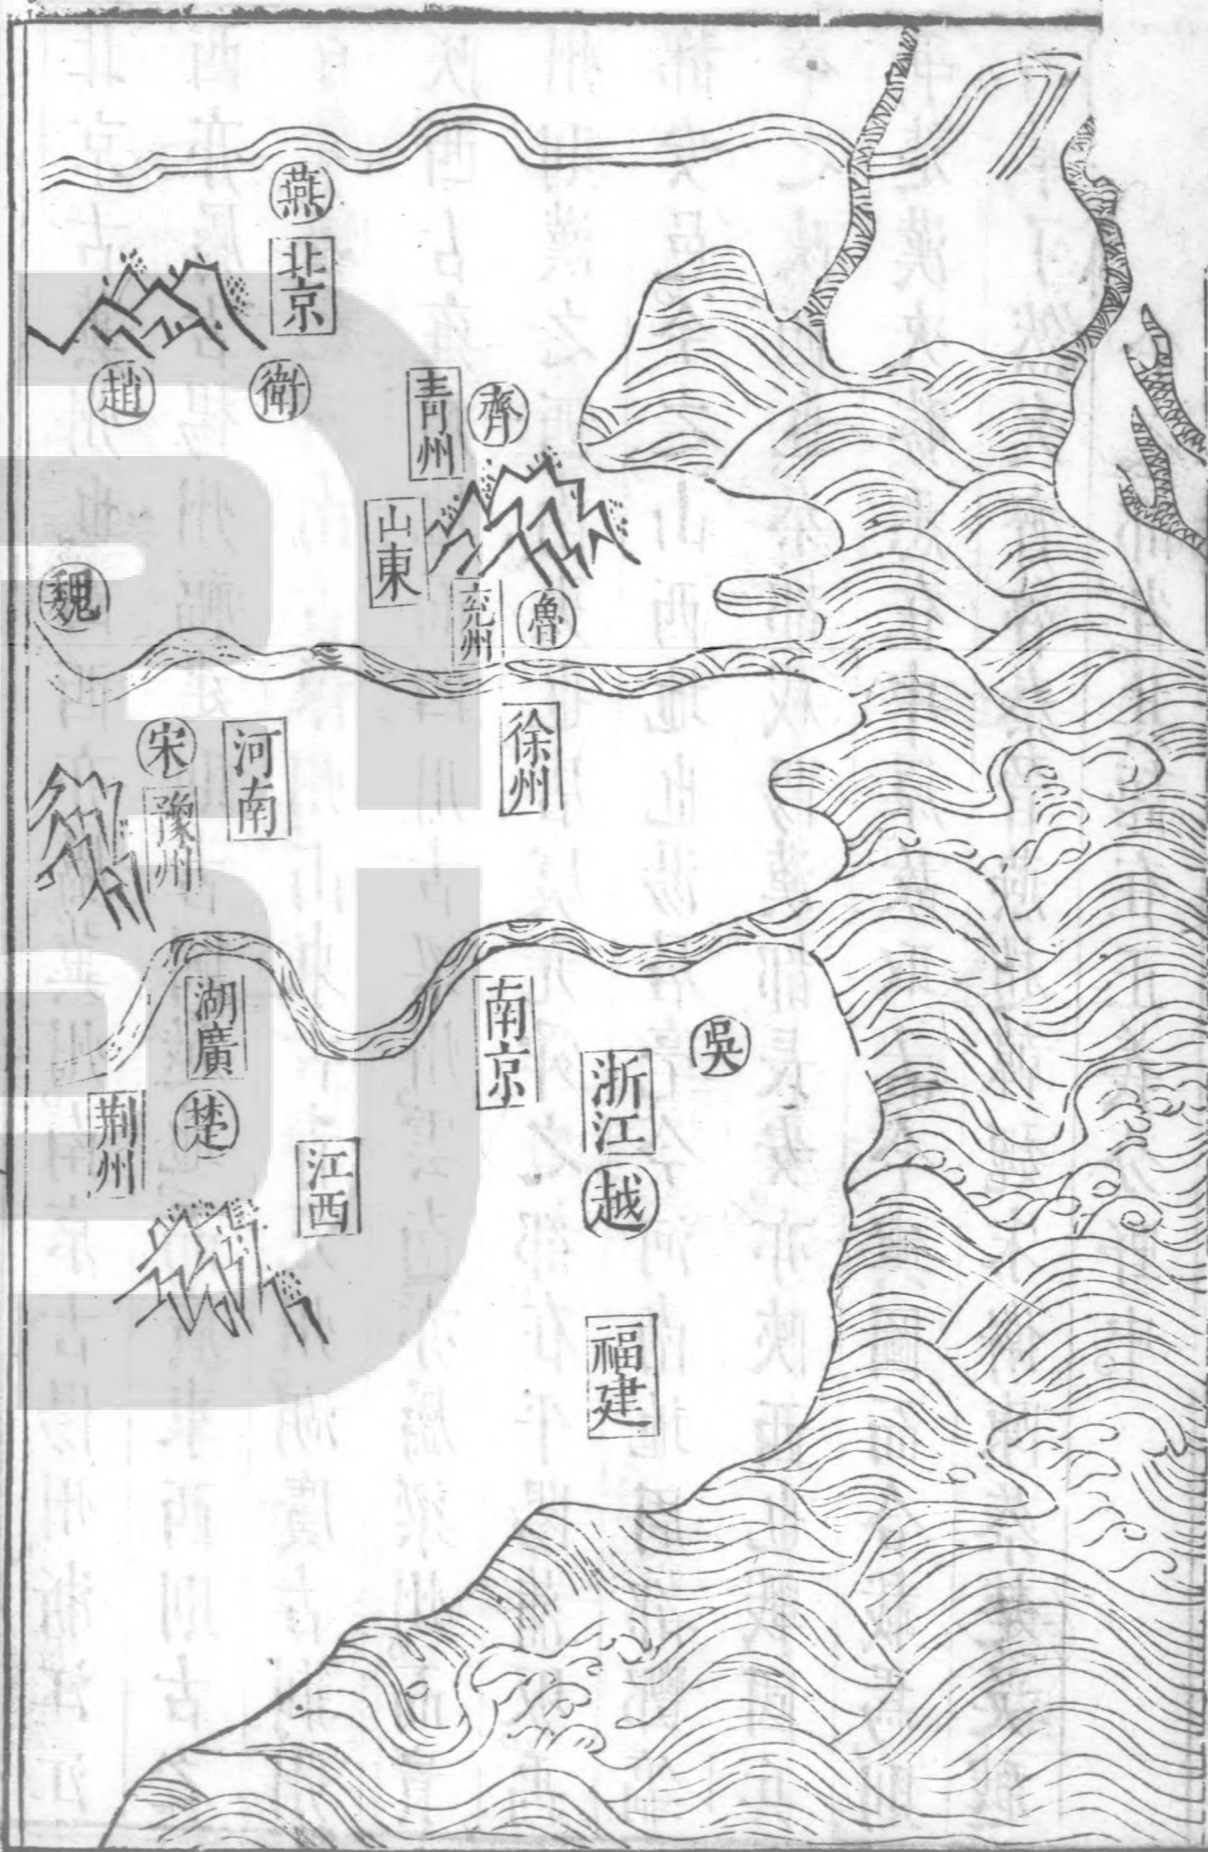 燕
北京
趙
衛
青州
齊
山東
兗州
魯
魏
宋
河南
豫州
徐州
湖廣
南京
吳
浙江
荆州
楚
江西
越
福建